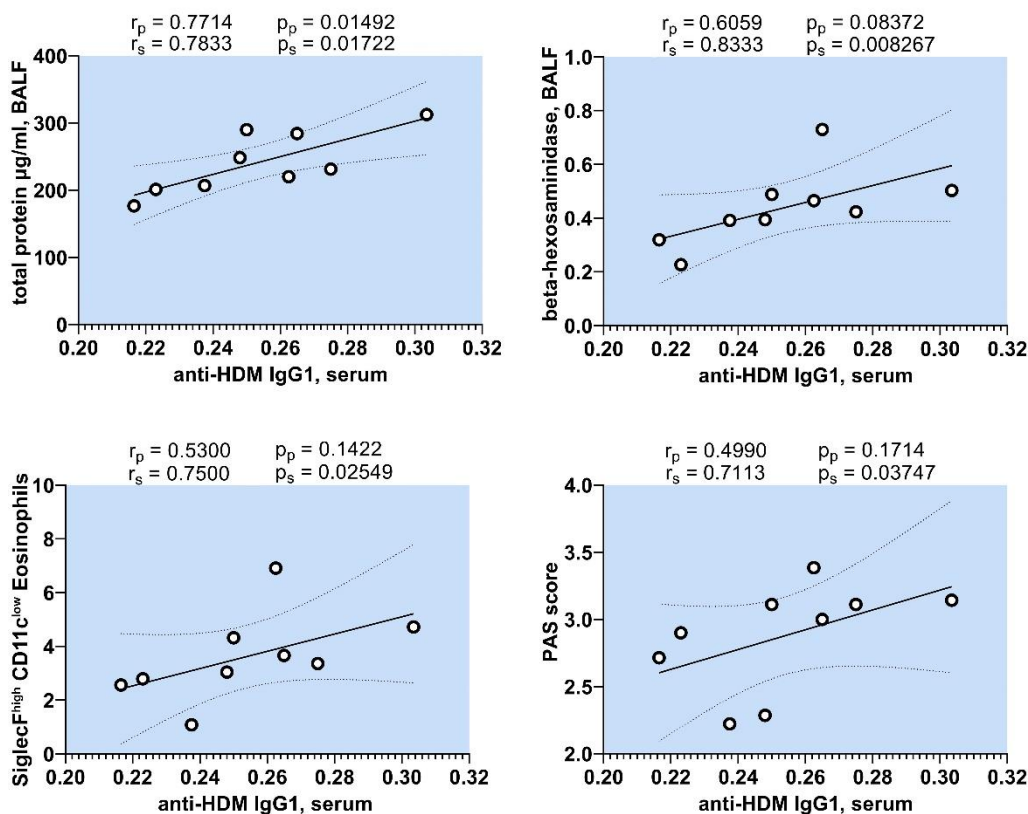 r_p = 0.7714 p_p = 0.01492
r_s = 0.7833 p_s = 0.01722
total protein µg/ml, BALF
400
300
200
100
0
0.20 0.22 0.24 0.26 0.28 0.30 0.32
anti-HDM IgG1, serum
r_p = 0.6059 p_p = 0.08372
r_s = 0.8333 p_s = 0.008267
beta-hexosaminidase, BALF
1.0
0.8
0.6
0.4
0.2
0.0
0.20 0.22 0.24 0.26 0.28 0.30 0.32
anti-HDM IgG1, serum
r_p = 0.5300 p_p = 0.1422
r_s = 0.7500 p_s = 0.02549
SiglecF^high CD11c^low Eosinophils
10
8
6
4
2
0
0.20 0.22 0.24 0.26 0.28 0.30 0.32
anti-HDM IgG1, serum
r_p = 0.4990 p_p = 0.1714
r_s = 0.7113 p_s = 0.03747
PAS score
4.0
3.5
3.0
2.5
2.0
0.20 0.22 0.24 0.26 0.28 0.30 0.32
anti-HDM IgG1, serum